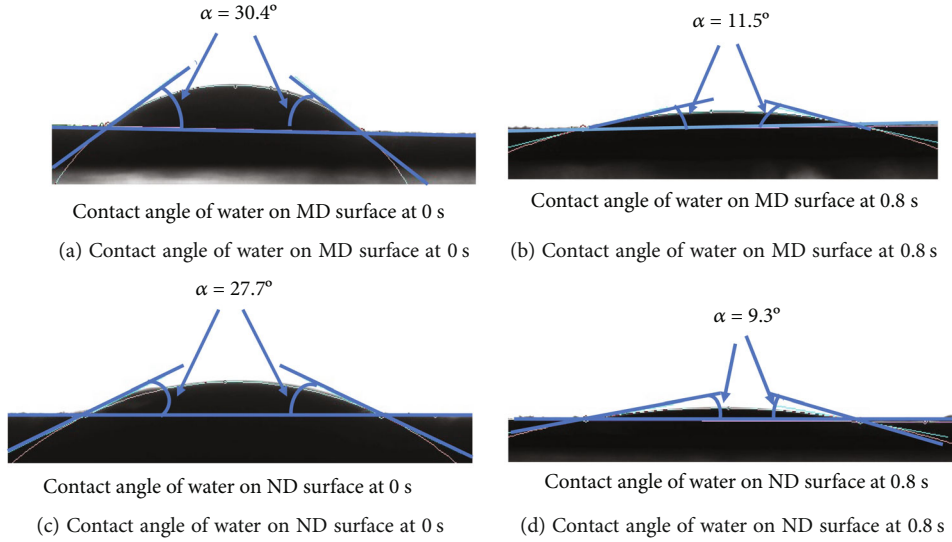 α = 30.4º
α = 11.5º
Contact angle of water on MD surface at 0 s
Contact angle of water on MD surface at 0.8 s
(a) Contact angle of water on MD surface at 0 s
(b) Contact angle of water on MD surface at 0.8 s
α = 27.7º
α = 9.3º
Contact angle of water on ND surface at 0 s
Contact angle of water on ND surface at 0.8 s
(c) Contact angle of water on ND surface at 0 s
(d) Contact angle of water on ND surface at 0.8 s